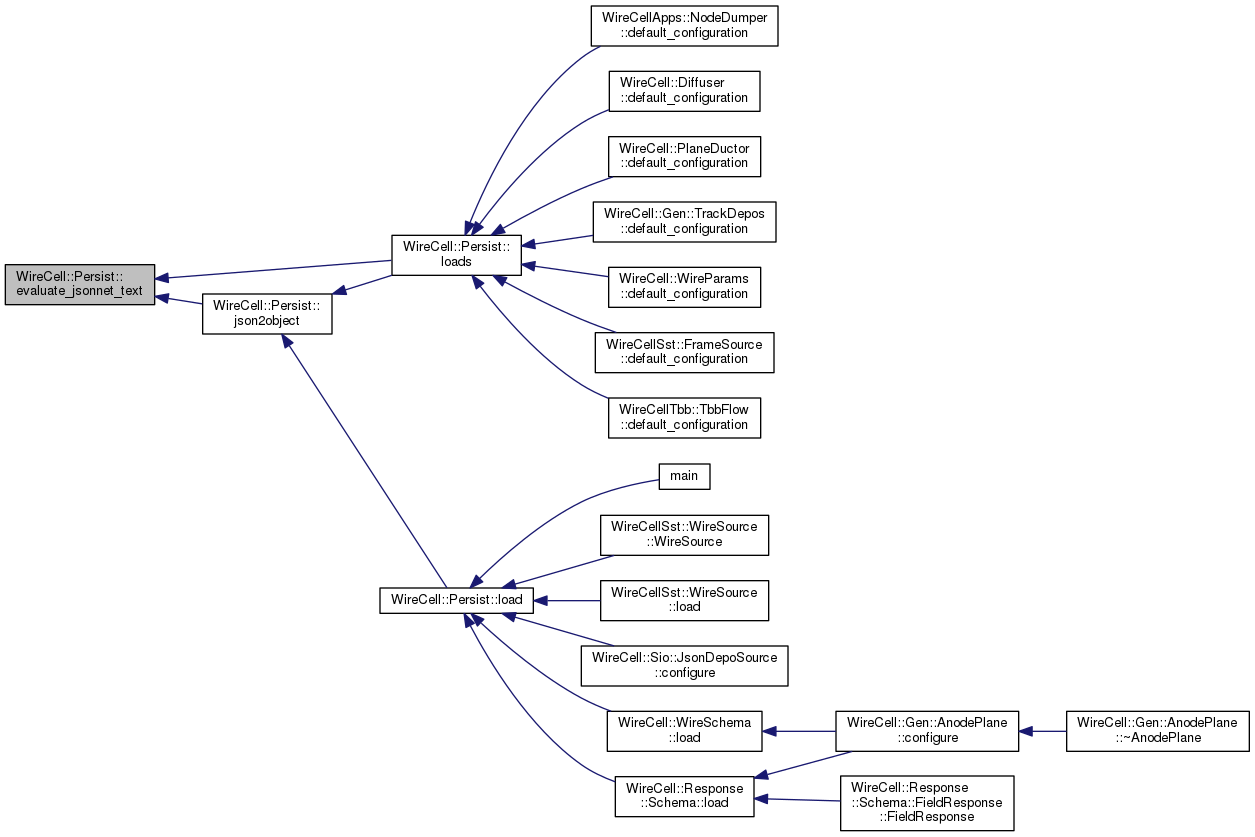 WireCellApps::NodeDumper
::default_configuration
WireCell::Diffuser
::default_configuration
WireCell::PlaneDuctor
::default_configuration
WireCell::Gen::TrackDepos
::default_configuration
WireCell::Persist::
loads
WireCell::Persist::
evaluate_jsonnet_text
WireCell::WireParams
::default_configuration
WireCell::Persist::
json2object
WireCellSst::FrameSource
::default_configuration
WireCellTbb::TbbFlow
::default_configuration
main
WireCellSst::WireSource
::WireSource
WireCell::Persist::load
WireCellSst::WireSource
::load
WireCell::Sio::JsonDepoSource
::configure
WireCell::WireSchema
::load
WireCell::Gen::AnodePlane
::configure
WireCell::Gen::AnodePlane
::~AnodePlane
WireCell::Response
::Schema::load
WireCell::Response
::Schema::FieldResponse
::FieldResponse